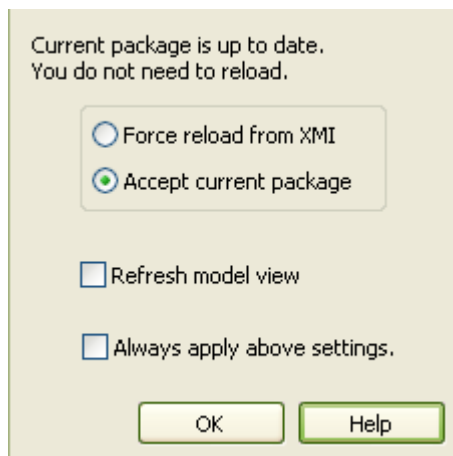 Current package is up to date.
You do not need to reload.
Force reload from XMI
Accept current package
Refresh model view
Always apply above settings.
OK
Help